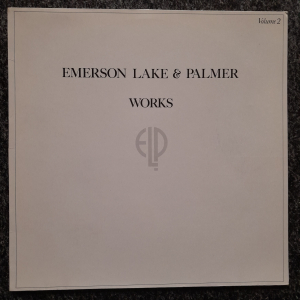 Volume 2
EMERSON LAKE & PALMER
WORKS
ELP